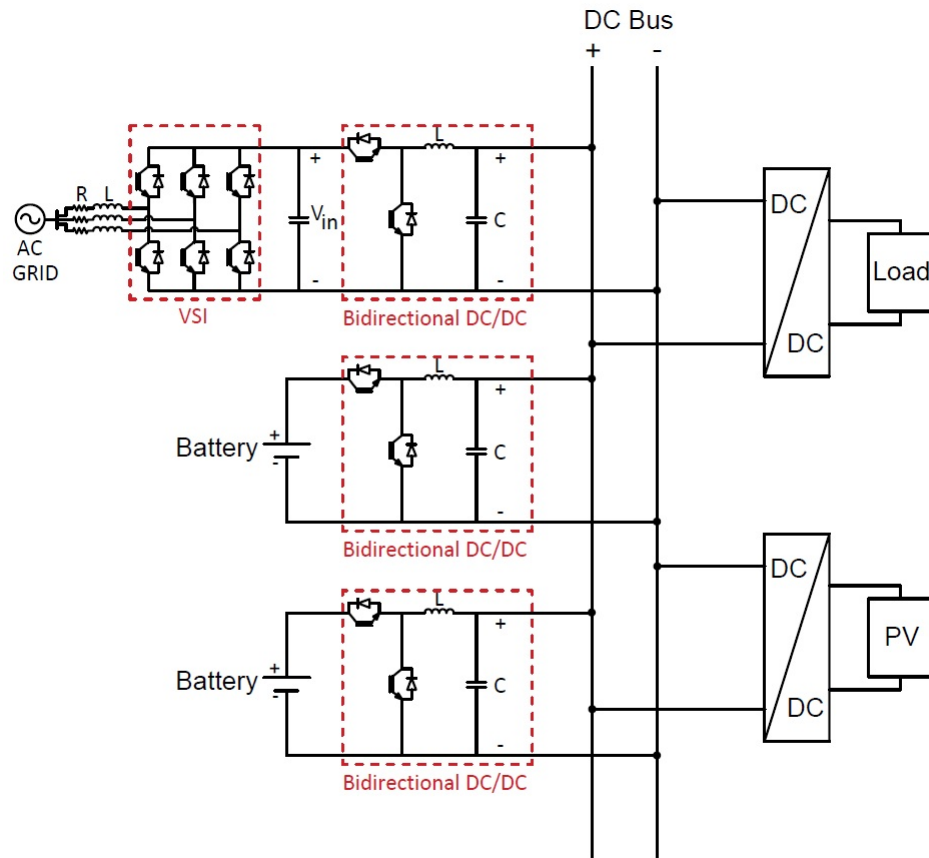 DC Bus
+ -
L
+ +
R L
V
in
C
AC
GRID
- -
VSI
Bidirectional DC/DC
DC
DC
Load
L
+
Battery
+
-
C
-
Bidirectional DC/DC
L
+
Battery
+
-
C
-
Bidirectional DC/DC
DC
DC
PV